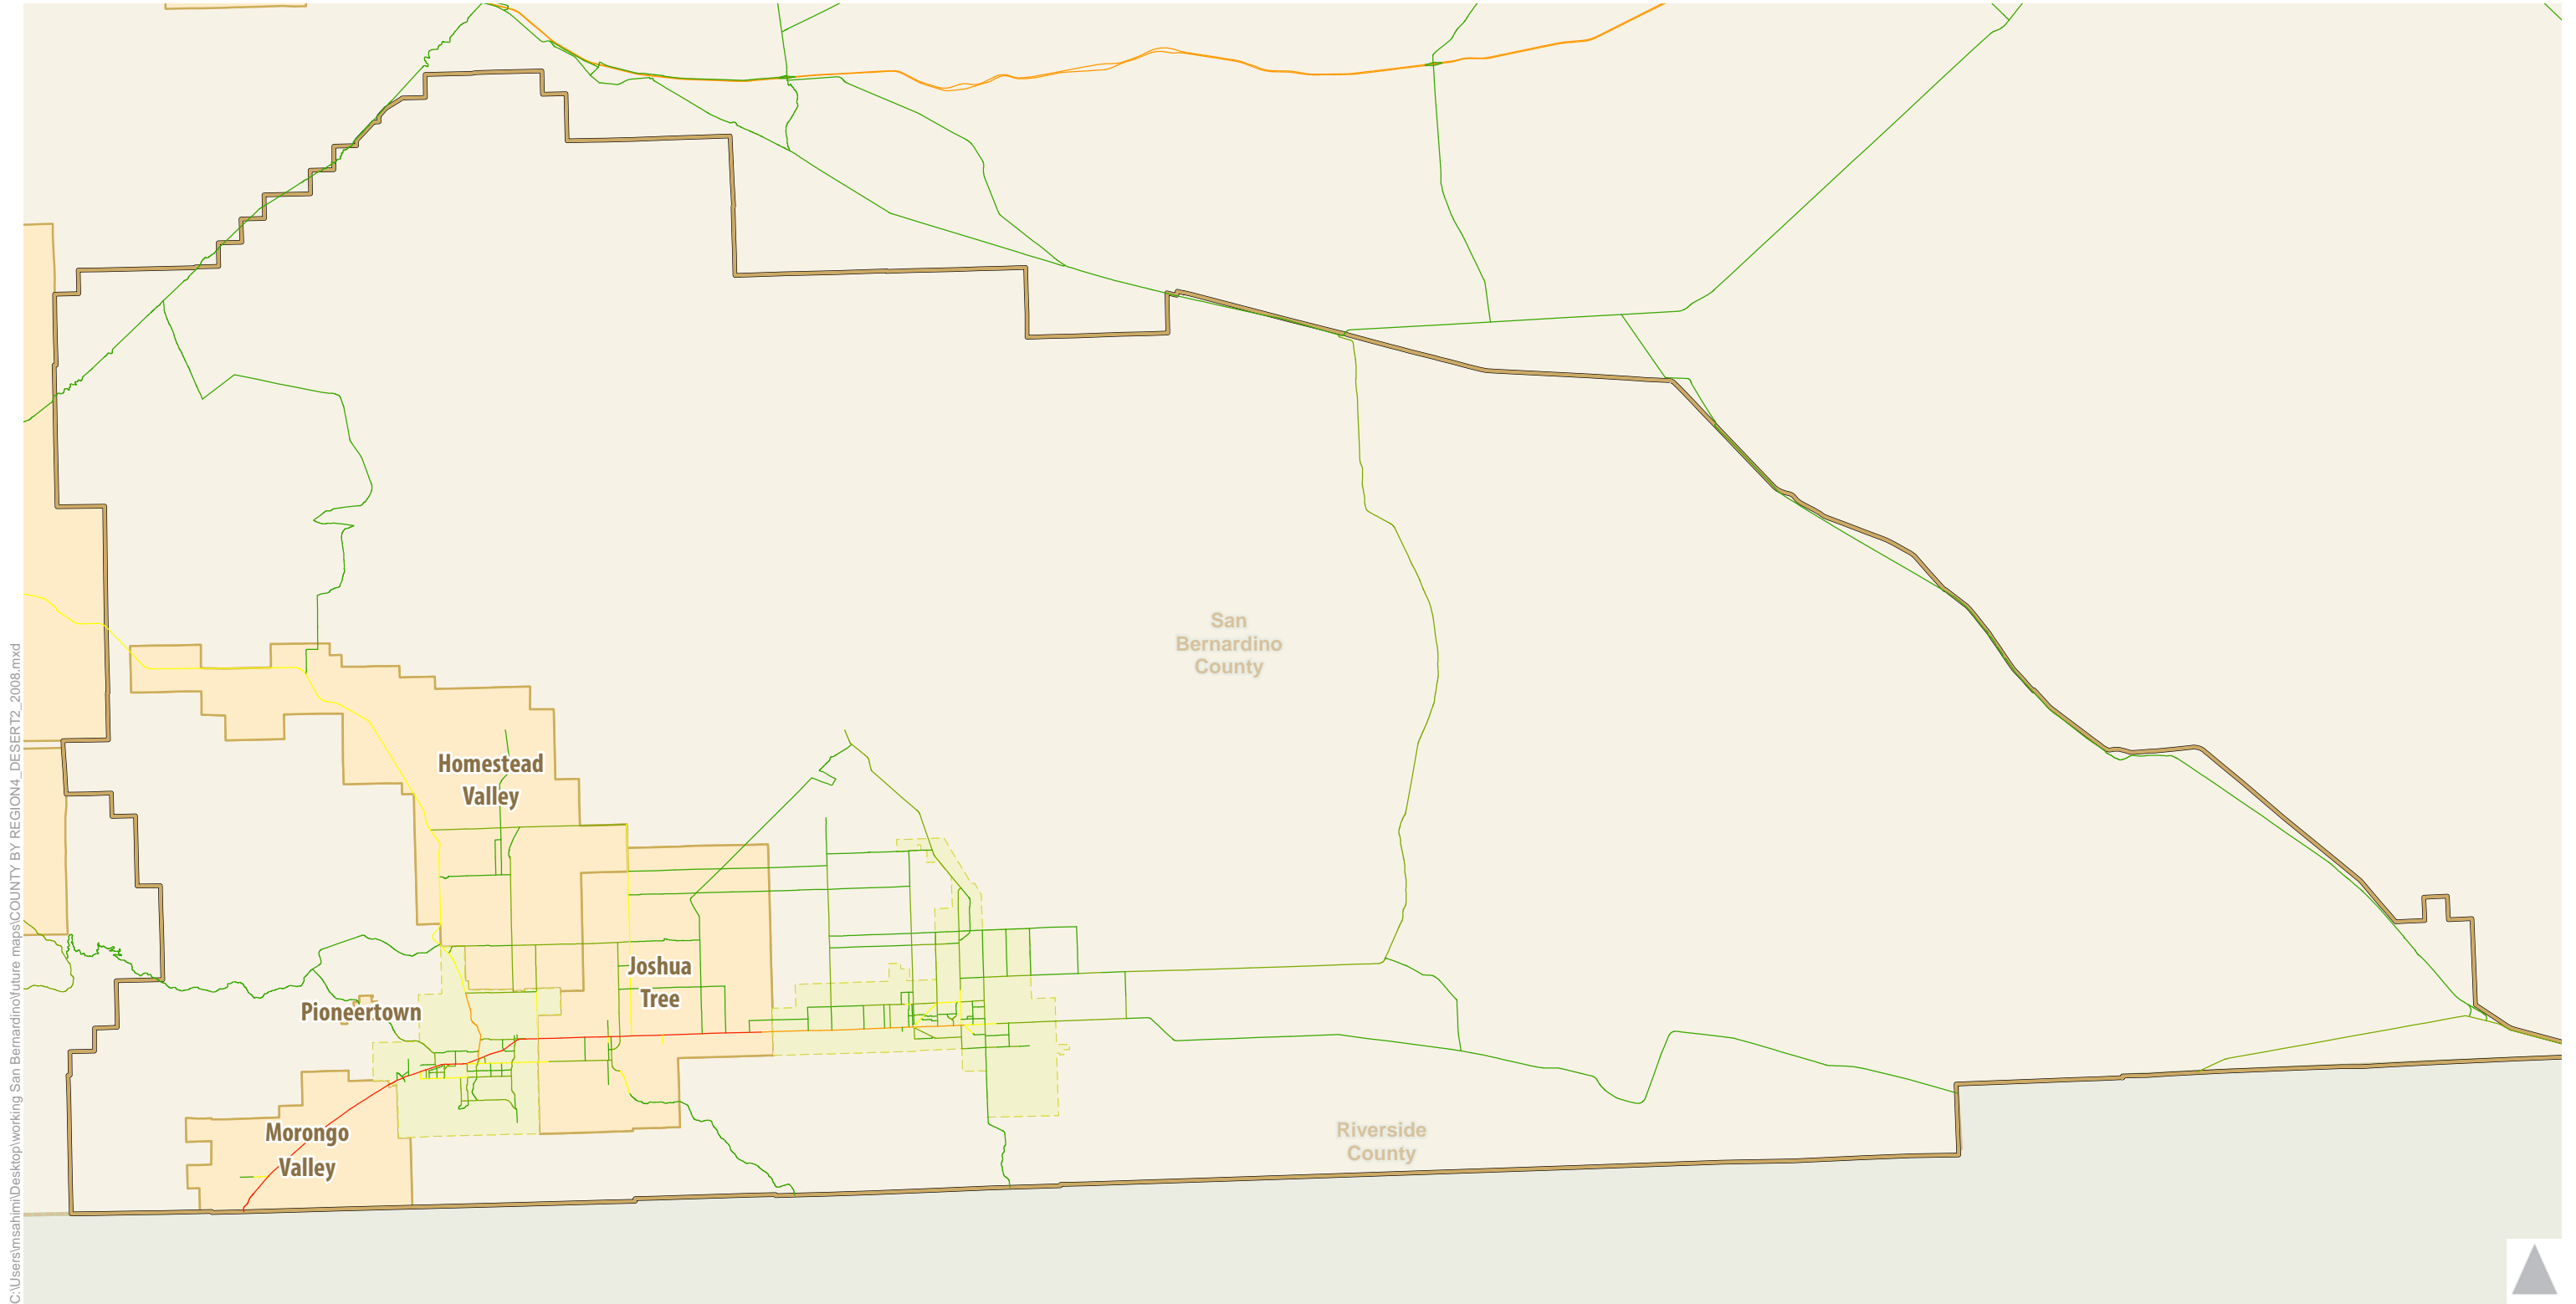 San
Bernardino
County
Homestead
Valley
Joshua
Tree
Pioneertown
Morongo
Valley
Riverside
County
C:\Users\msahimi\Desktop\working San Bernardino\future maps\COUNTY BY REGION4_DESERT2_2008.mxd